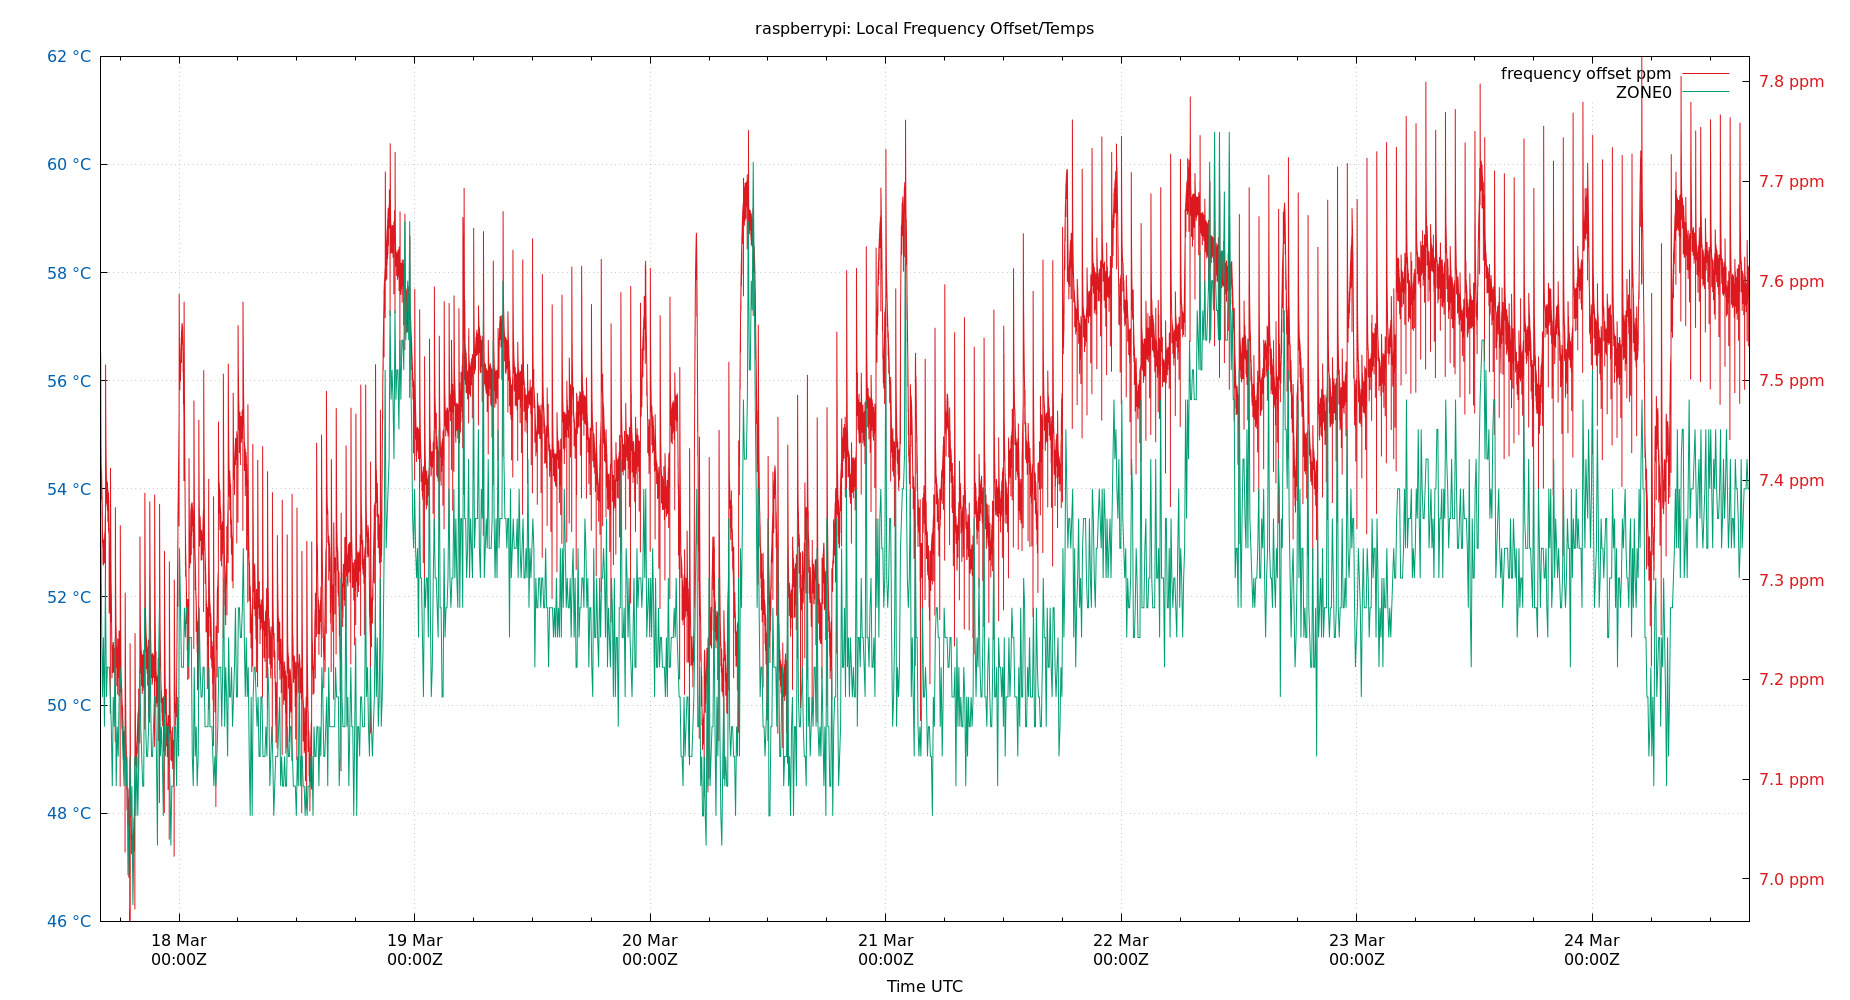 raspberrypi: Local Frequency Offset/Temps
62 °C
60 °C
58 °C
56 °C
54 °C
52 °C
50 °C
48 °C
46 °C
frequency offset ppm
ZONE0
7.8 ppm
7.7 ppm
7.6 ppm
7.5 ppm
7.4 ppm
7.3 ppm
7.2 ppm
7.1 ppm
7.0 ppm
18 Mar 19 Mar 20 Mar 21 Mar 22 Mar 23 Mar 24 Mar
00:00Z 00:00Z 00:00Z 00:00Z 00:00Z 00:00Z 00:00Z
Time UTC